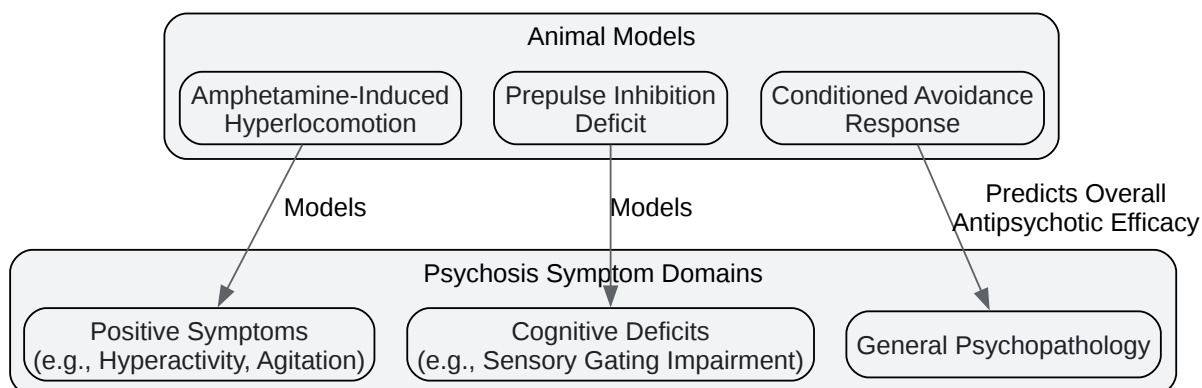 Animal Models
Amphetamine-Induced
Hyperlocomotion
Prepulse Inhibition
Deficit
Conditioned Avoidance
Response
Models
Models
Predicts Overall
Antipsychotic Efficacy
Psychosis Symptom Domains
Positive Symptoms
(e.g., Hyperactivity, Agitation)
Cognitive Deficits
(e.g., Sensory Gating Impairment)
General Psychopathology